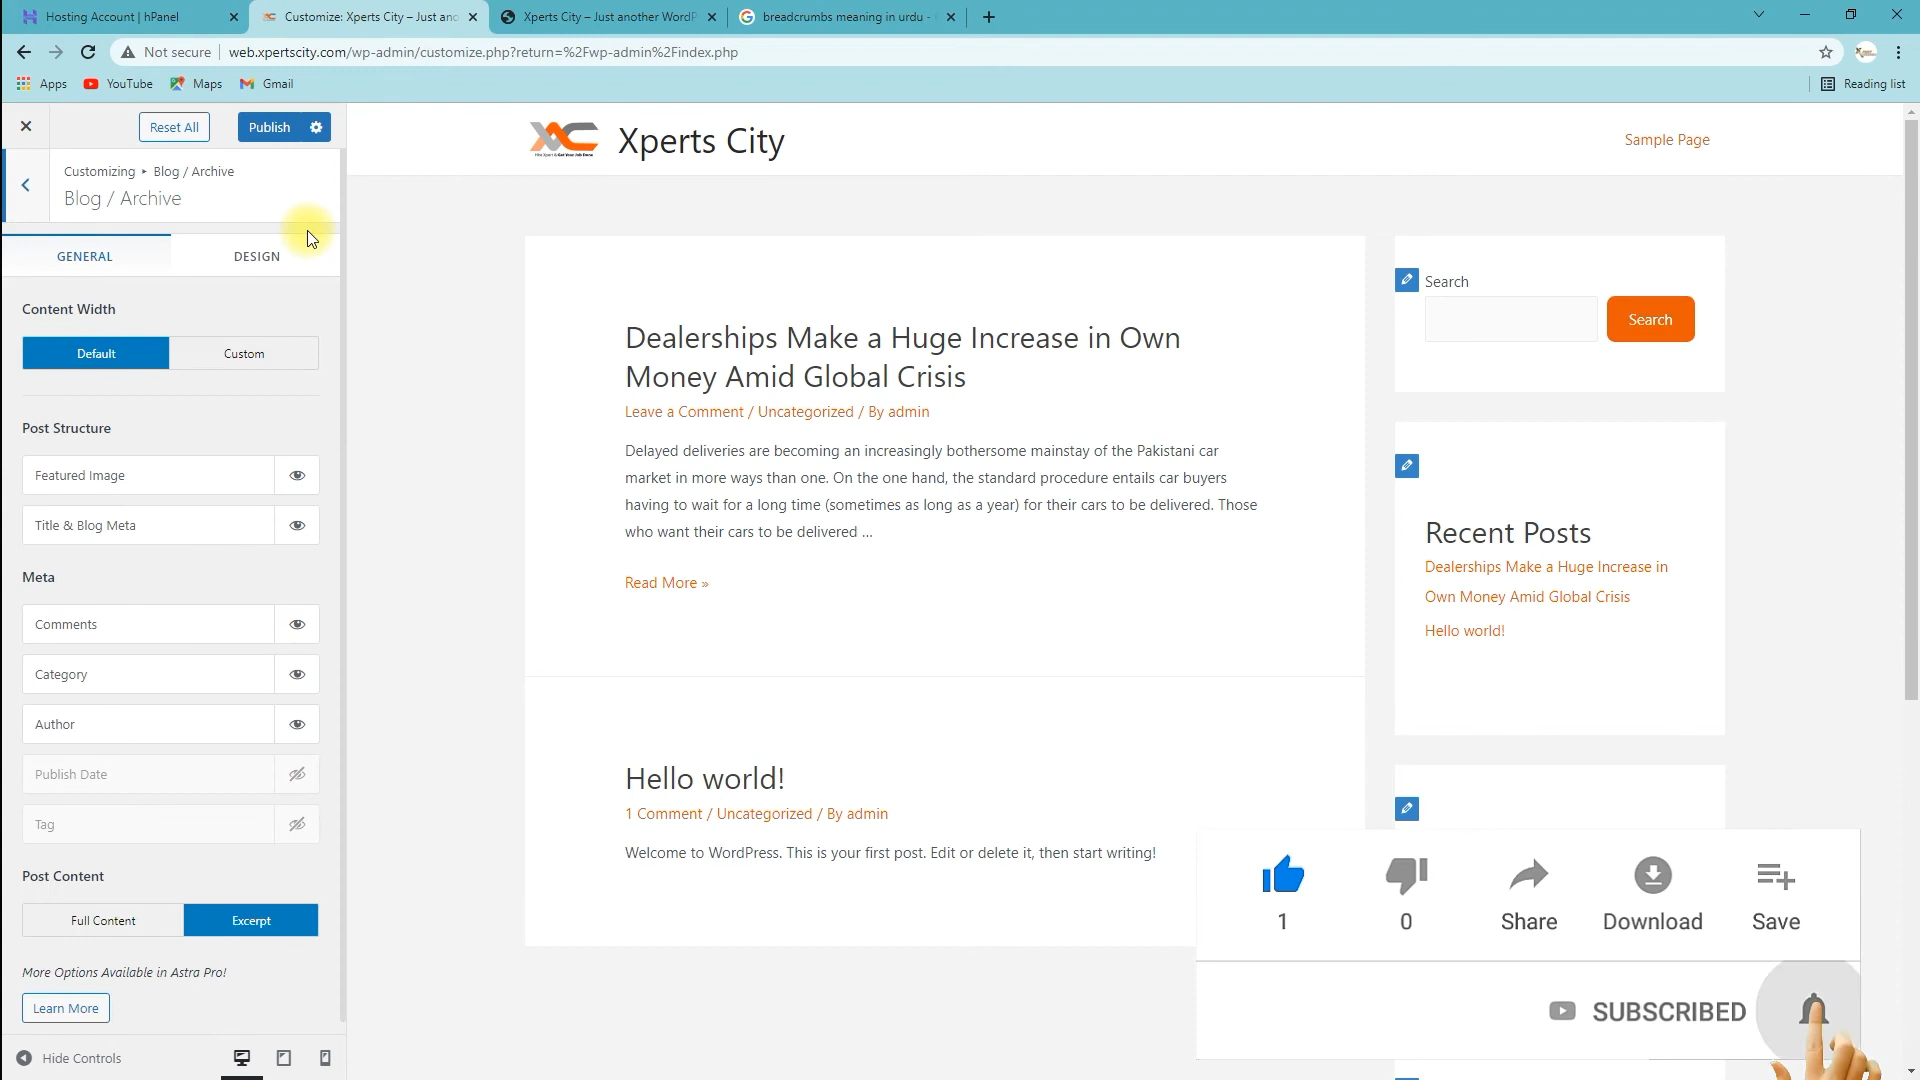 Hosting Account | hPanel
Customize: Xperts City – Just ano
Xperts City – Just another WordP
breadcrumbs meaning in urdu -
Not secure
web.xpertscity.com/wp-admin/customize.php?return=%2Fwp-admin%2Findex.php
Apps
YouTube
Maps
Gmail
Reading list
Reset All
Publish
Customizing ▸ Blog / Archive
Blog / Archive
GENERAL
DESIGN
Content Width
Default
Custom
Post Structure
Featured Image
Title & Blog Meta
Meta
Comments
Category
Author
Publish Date
Tag
Post Content
Full Content
Excerpt
More Options Available in Astra Pro!
Learn More
Hide Controls
Xperts City
Sample Page
Dealerships Make a Huge Increase in Own
Money Amid Global Crisis
Leave a Comment / Uncategorized / By admin
Delayed deliveries are becoming an increasingly bothersome mainstay of the Pakistani car
market in more ways than one. On the one hand, the standard procedure entails car buyers
having to wait for a long time (sometimes as long as a year) for their cars to be delivered. Those
who want their cars to be delivered …
Read More »
Hello world!
1 Comment / Uncategorized / By admin
Welcome to WordPress. This is your first post. Edit or delete it, then start writing!
Search
Search
Recent Posts
Dealerships Make a Huge Increase in
Own Money Amid Global Crisis
Hello world!
1
0
Share
Download
Save
SUBSCRIBED